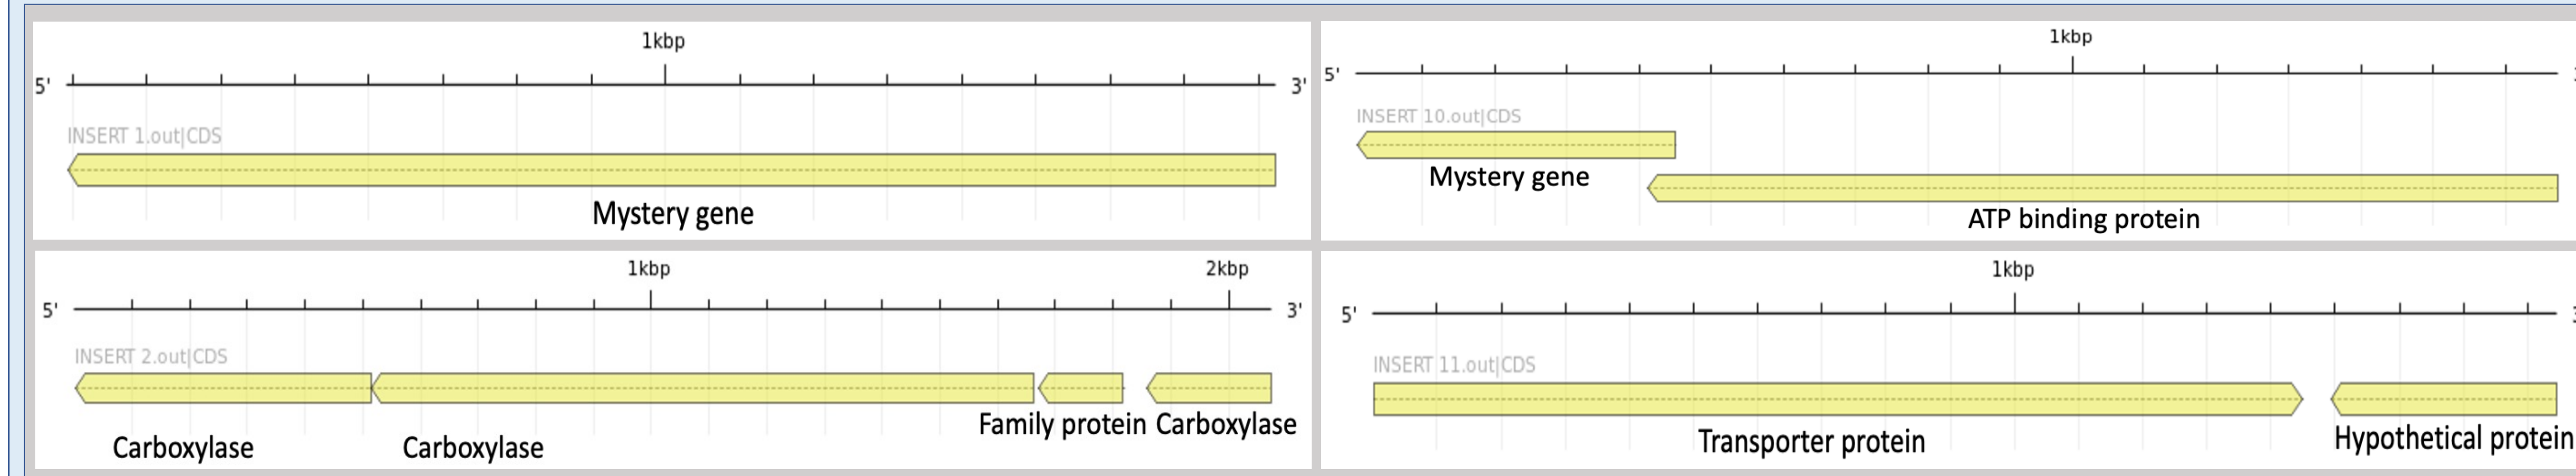 1kbp
5' 3'
INSERT 1.out|CDS
Mystery gene
1kbp
5'
INSERT 10.out|CDS
Mystery gene
ATP binding protein
1kbp 2kbp
5' 3'
INSERT 2.out|CDS
Family protein Carboxylase
Carboxylase Carboxylase
1kbp
5'
INSERT 11.out|CDS
Transporter protein Hypothetical protein